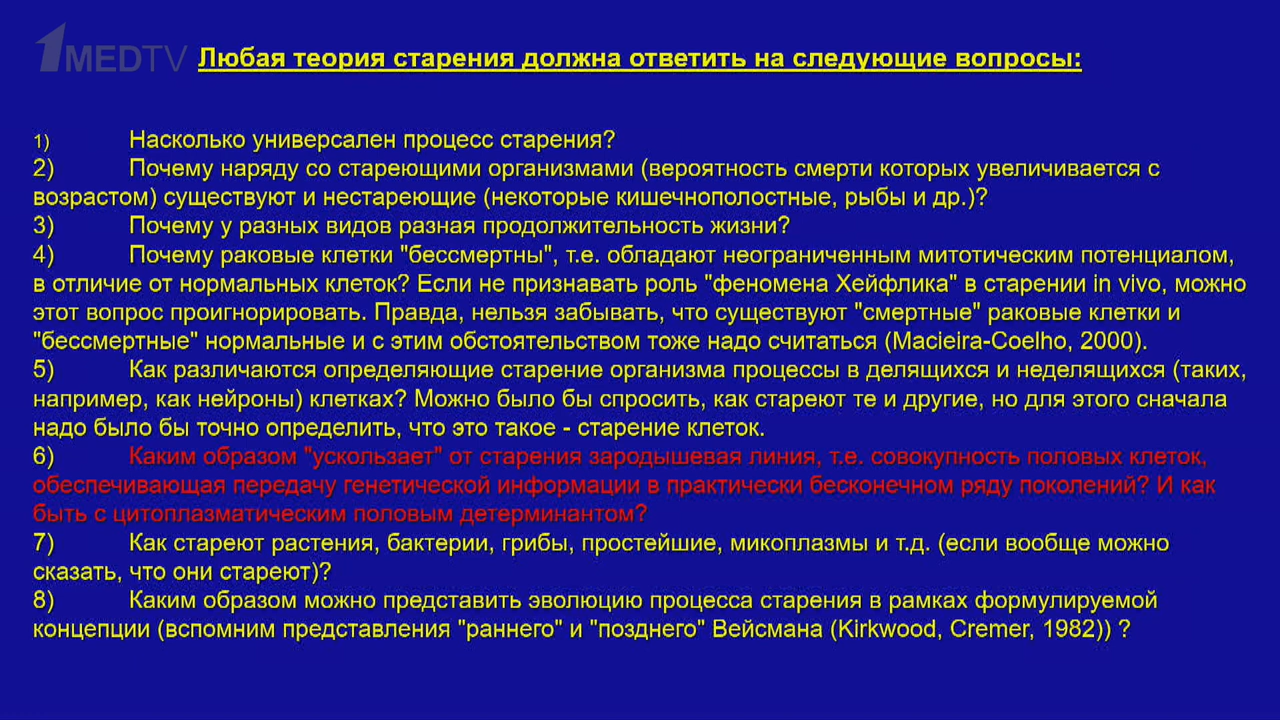 1MEDTV
Любая теория старения должна ответить на следующие вопросы:
1) Насколько универсален процесс старения?
2) Почему наряду со стареющими организмами (вероятность смерти которых увеличивается с
возрастом) существуют и нестареющие (некоторые кишечнополостные, рыбы и др.)?
3) Почему у разных видов разная продолжительность жизни?
4) Почему раковые клетки "бессмертны", т.е. обладают неограниченным митотическим потенциалом,
в отличие от нормальных клеток? Если не признавать роль "феномена Хейфлика" в старении in vivo, можно
этот вопрос проигнорировать. Правда, нельзя забывать, что существуют "смертные" раковые клетки и
"бессмертные" нормальные и с этим обстоятельством тоже надо считаться (Macieira-Coelho, 2000).
5) Как различаются определяющие старение организма процессы в делящихся и неделящихся (таких,
например, как нейроны) клетках? Можно было бы спросить, как стареют те и другие, но для этого сначала
надо было бы точно определить, что это такое - старение клеток.
6) Каким образом "ускользает" от старения зародышевая линия, т.е. совокупность половых клеток,
обеспечивающая передачу генетической информации в практически бесконечном ряду поколений? И как
быть с цитоплазматическим половым детерминантом?
7) Как стареют растения, бактерии, грибы, простейшие, микоплазмы и т.д. (если вообще можно
сказать, что они стареют)?
8) Каким образом можно представить эволюцию процесса старения в рамках формулируемой
концепции (вспомним представления "раннего" и "позднего" Вейсмана (Kirkwood, Cremer, 1982)) ?